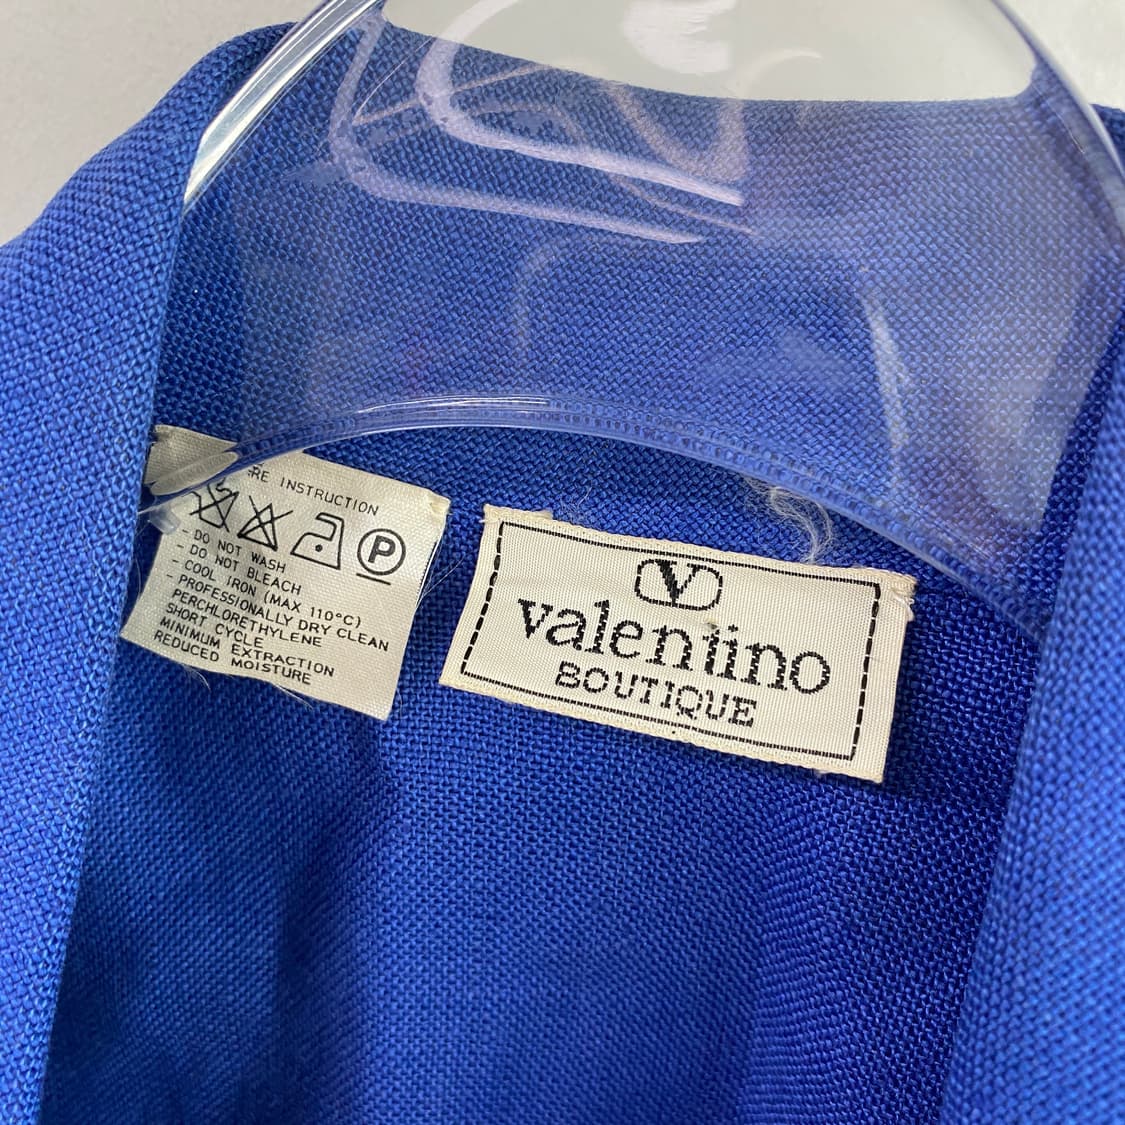 RE INSTRUCTION
P
- DO NOT WASH
- DO NOT BLEACH
- COOL IRON (MAX 110°C)
- PROFESSIONALLY DRY CLEAN
PERCHLORETHYLENE
SHORT CYCLE
MINIMUM EXTRACTION
REDUCED MOISTURE
V
valentino
BOUTIQUE